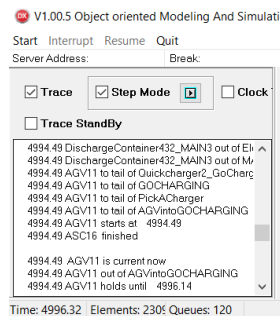 V1.00.5 Object oriented Modeling And Simulati
Start Interrupt Resume Quit
Server Address: Break:
Trace Step Mode Clock
Trace StandBy
4994.49 DischargeContainer432_MAIN3 out of
4994.49 DischargeContainer432_MAIN3 out of
4994.49 AGV11 to tail of Quickcharger2_GoCharg
4994.49 AGV11 to tail of GOCHARGING
4994.49 AGV11 to tail of PickACharger
4994.49 AGV11 to tail of AGVintoGOCHARGING
4994.49 AGV11 starts at 4994.49
4994.49 ASC16 finished
4994.49 AGV11 is current now
4994.49 AGV11 out of AGVintoGOCHARGING
4994.49 AGV11 holds until 4996.14
Time: 4996.32 Elements: 2309 Queues: 120